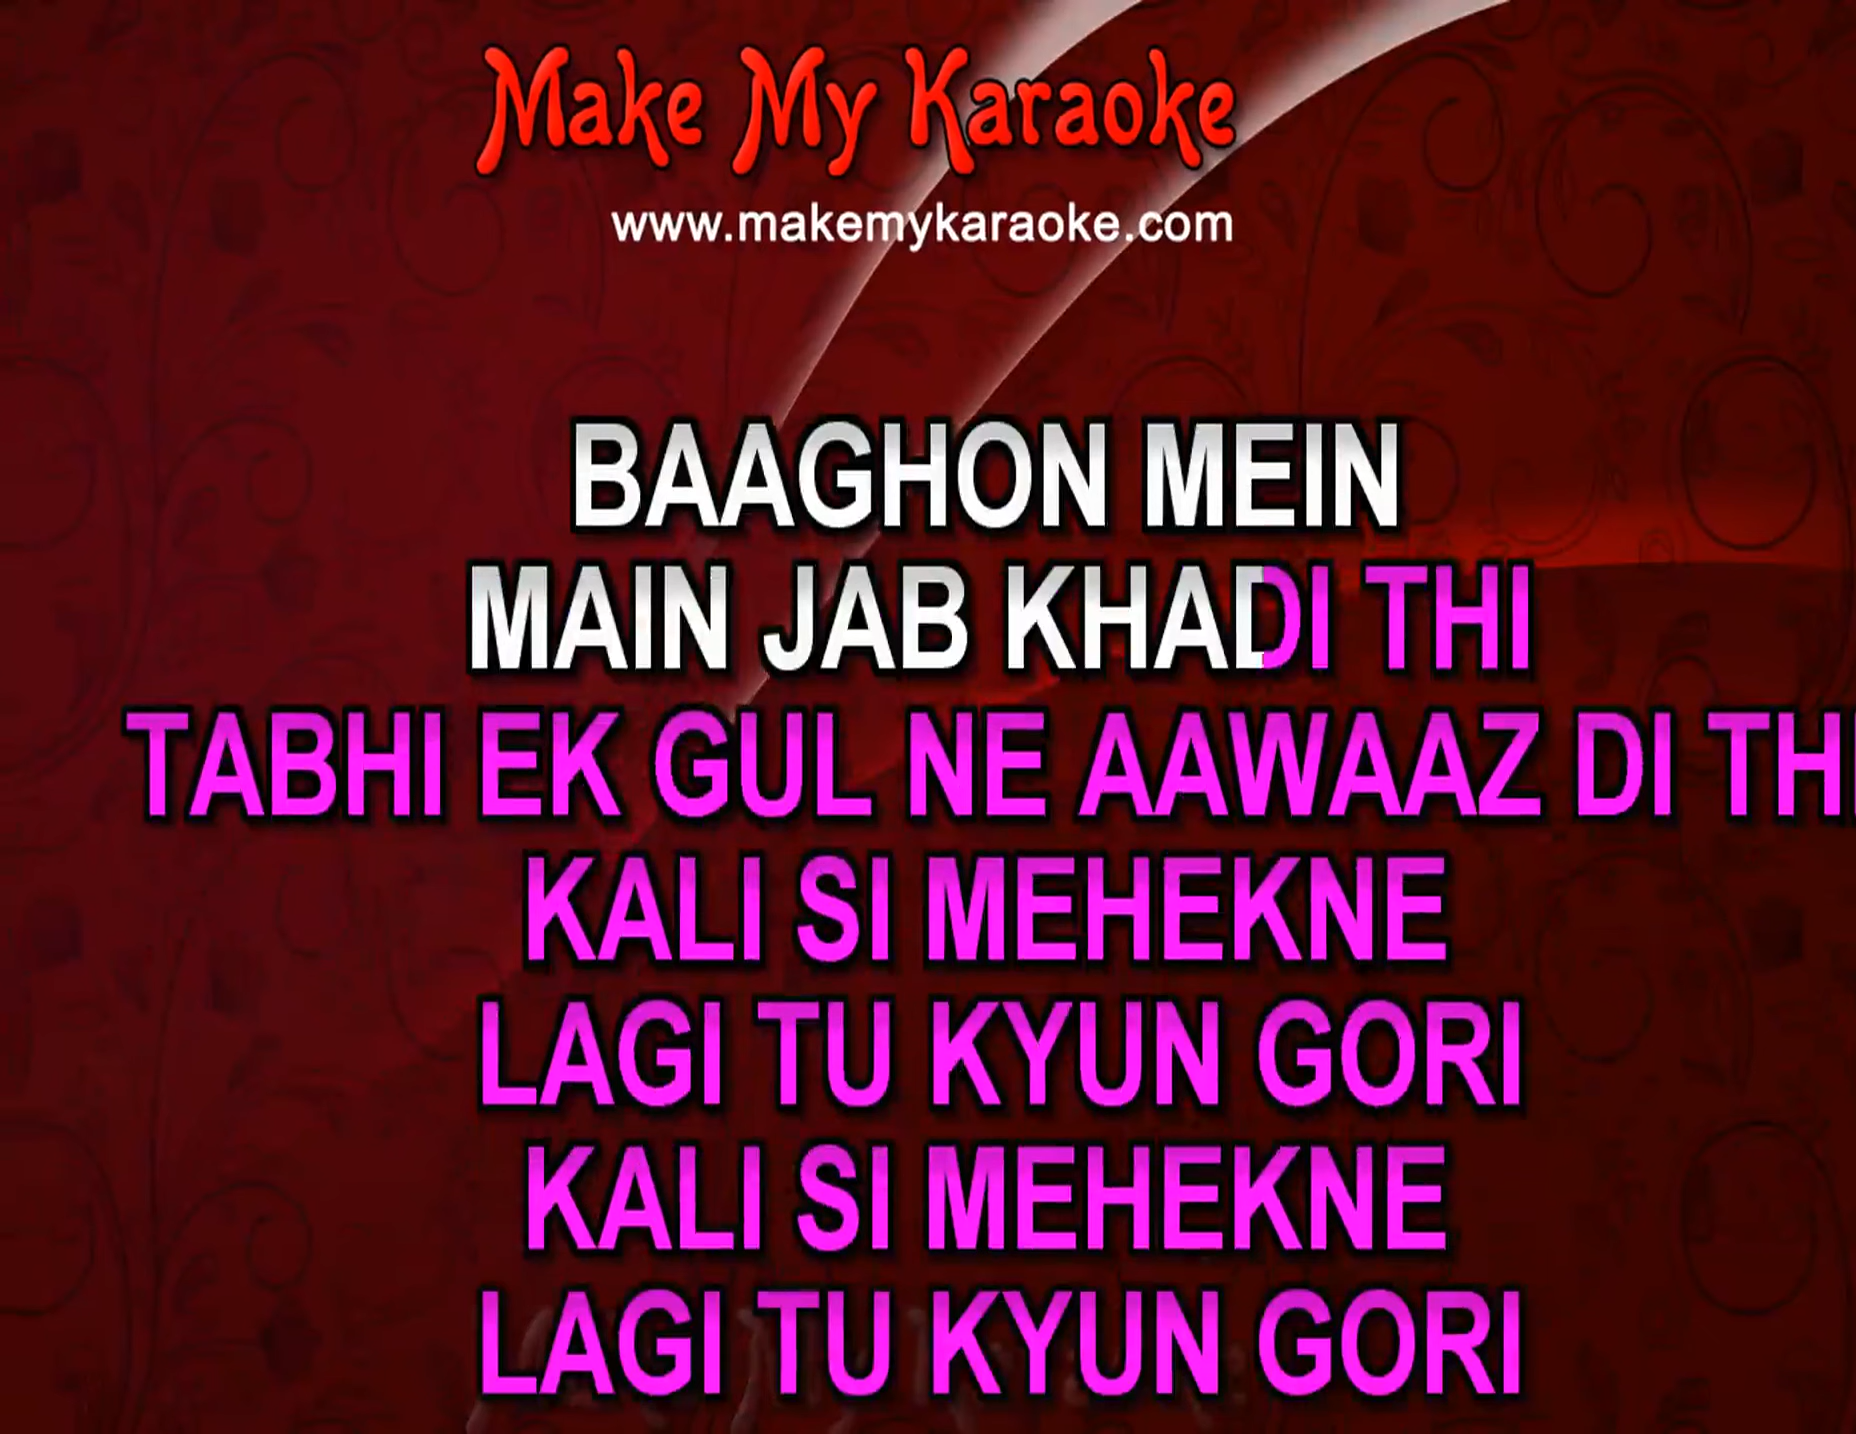 Make My Karaoke
www.makemykaraoke.com
BAAGHON MEIN
MAIN JAB KHADI THI
TABHI EK GUL NE AAWAAZ DI THI
KALI SI MEHEKNE
LAGI TU KYUN GORI
KALI SI MEHEKNE
LAGI TU KYUN GORI